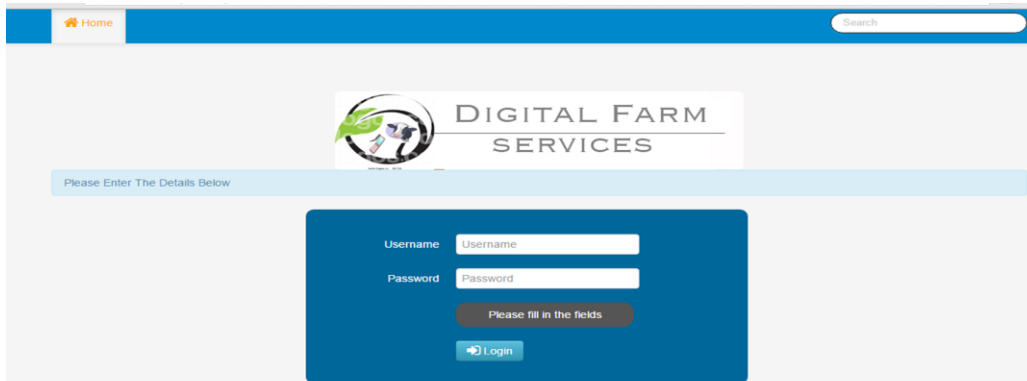 Home
Search
DIGITAL FARM
SERVICES
Please Enter The Details Below
Username Username
Password Password
Please fill in the fields
Login